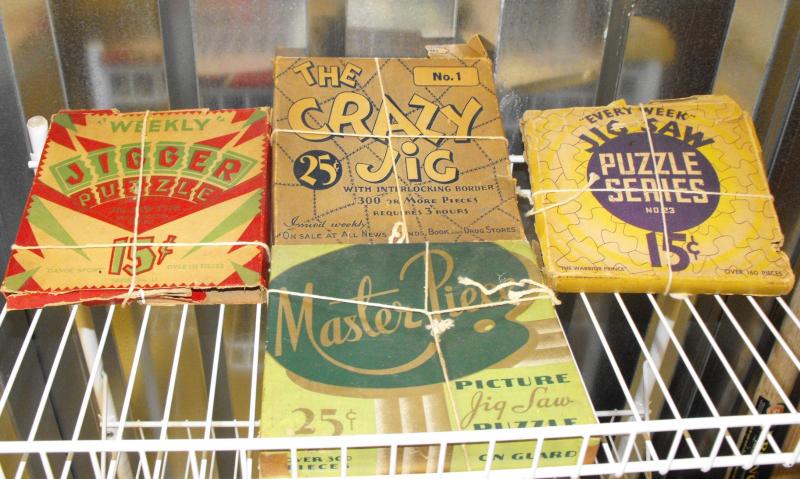 "WEEKLY"
JIGGER
PUZZLE
15¢
OVER 150 PIECES
THE
CRAZY
JiG
No. 1
25¢
WITH INTERLOCKING BORDER
300 OR MORE PIECES
REQUIRES 3 HOURS
Issued weekly
ON SALE AT ALL NEWS STANDS, BOOK AND DRUG STORES
"EVERY WEEK"
JIG SAW
PUZZLE
SERIES
NO. 23
15¢
"THE WARRIOR PRINCE"
OVER 160 PIECES
MasterPiece
PICTURE
Jig Saw
PUZZLE
25¢
OVER 300
PIECES
ON GUARD